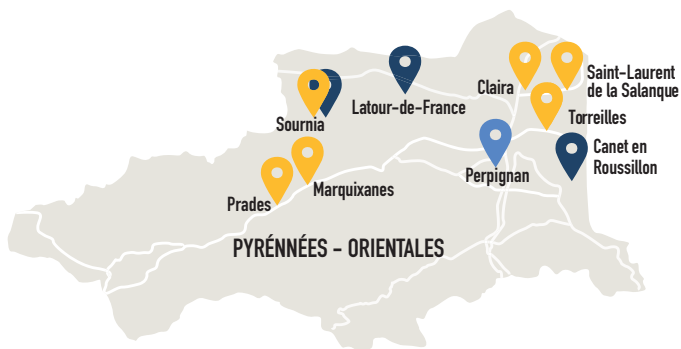 Claira
Saint-Laurent
de la Salanque
Latour-de-France
Sournia
Torreilles
Canet en
Roussillon
Perpignan
Marquixanes
Prades
PYRÉNNÉES - ORIENTALES